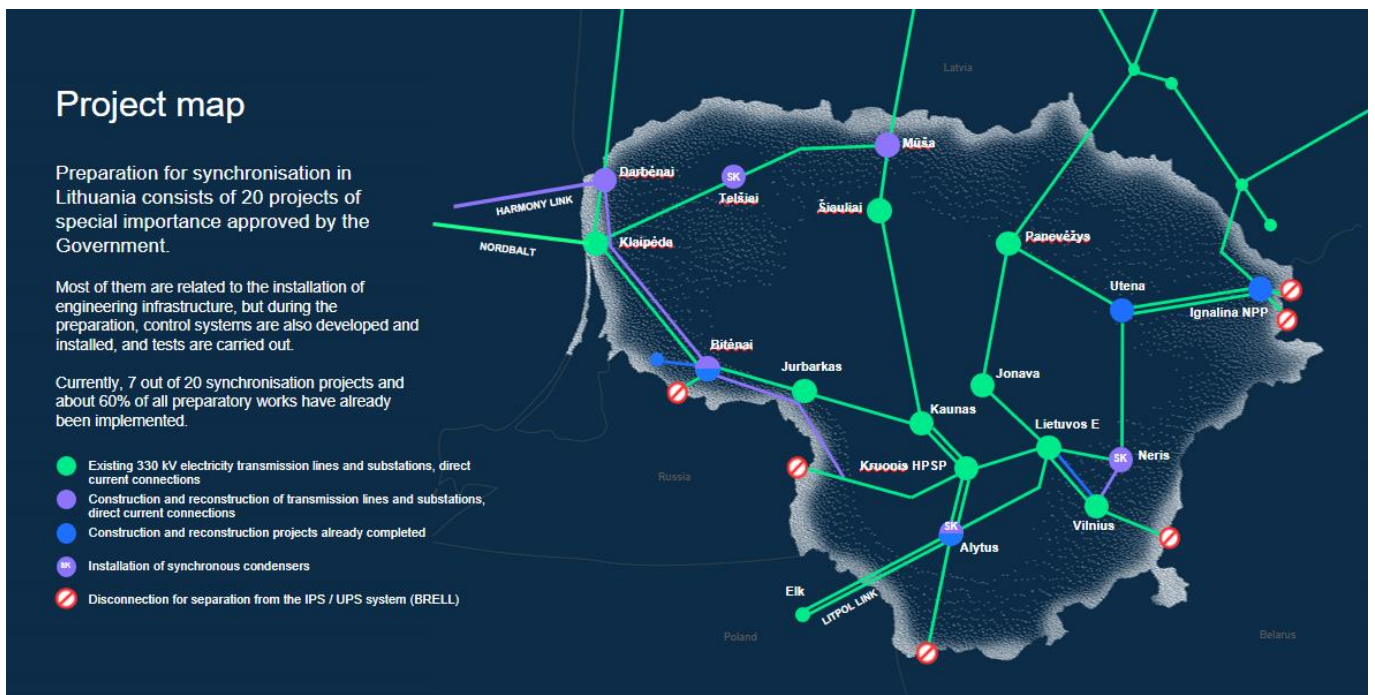 Project map
Latvia
Preparation for synchronisation in
Lithuania consists of 20 projects of
special importance approved by the
Government.
Most of them are related to the installation of
engineering infrastructure, but during the
preparation, control systems are also developed and
installed, and tests are carried out.
Currently, 7 out of 20 synchronisation projects and
about 60% of all preparatory works have already
been implemented.
Existing 330 kV electricity transmission lines and substations, direct
current connections
Construction and reconstruction of transmission lines and substations,
direct current connections
Construction and reconstruction projects already completed
SK
Installation of synchronous condensers
Disconnection for separation from the IPS / UPS system (BRELL)
Mūša
Darbėnai
SK
Telšiai
HARMONY LINK
Šiauliai
NORDBALT
Klaipėda
Panevėžys
Utena
Ignalina NPP
Bitėnai
Jurbarkas
Jonava
Kaunas
Lietuvos E
SK
Neris
Kruonis HPSP
Russia
Vilnius
SK
Alytus
Elk
LITPOL LINK
Poland
Belarus